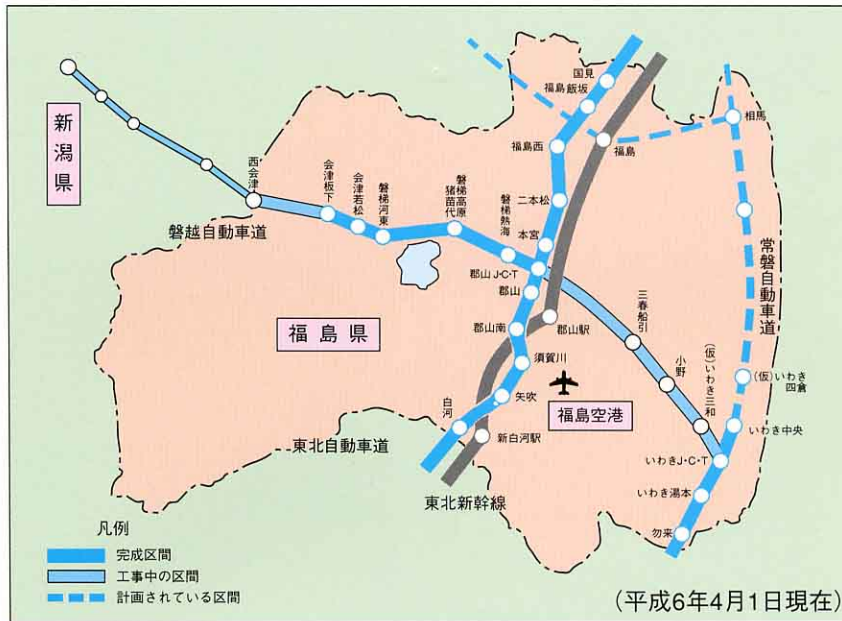 新潟県
西会津
会津坂下
会津若松
磐梯河東
猪苗代
磐梯高原
磐梯熱海
磐越自動車道
国見
福島飯坂
福島西
福島
二本松
本宮
郡山J・C・T
郡山
郡山南
郡山駅
須賀川
矢吹
白河
新白河駅
東北自動車道
東北新幹線
福島県
福島空港
三春船引
小野
(仮)いわき三和
相馬
常磐自動車道
(仮)いわき
四倉
いわき中央
いわきJ・C・T
いわき湯本
勿来
凡例
完成区間
工事中の区間
計画されている区間
(平成6年4月1日現在)